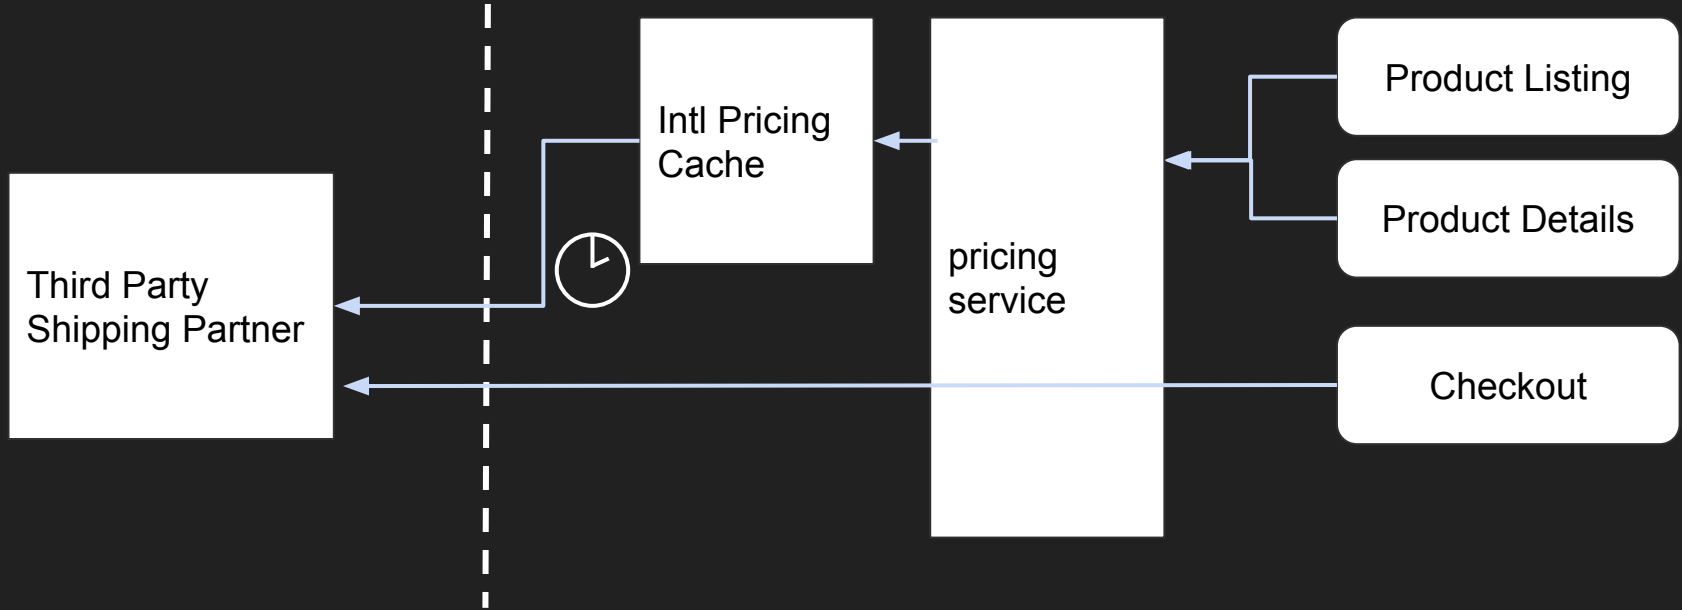 Third Party
Shipping Partner
Intl Pricing
Cache
pricing
service
Product Listing
Product Details
Checkout